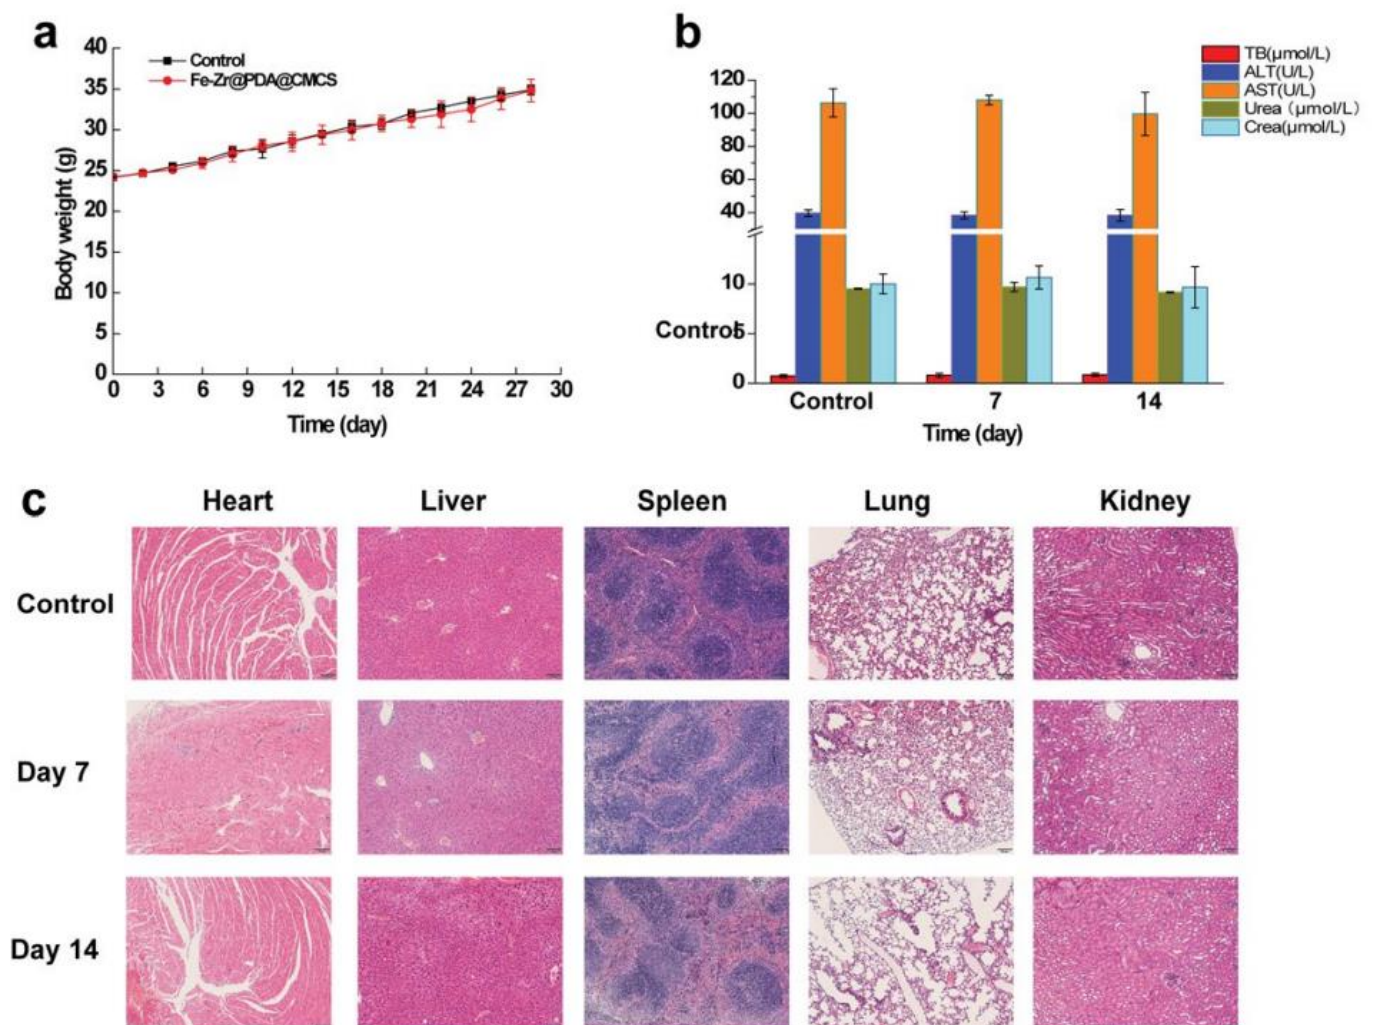 a
40
35
30
25
20
15
10
5
0
Body weight (g)
Control
Fe-Zr@PDA@CMCS
0 3 6 9 12 15 18 21 24 27 30
Time (day)
b
120
100
80
60
40
10
5
0
Control
TB(μmol/L)
ALT(U/L)
AST(U/L)
Urea (μmol/L)
Crea(μmol/L)
Control 7 14
Time (day)
c
Heart Liver Spleen Lung Kidney
Control
Day 7
Day 14